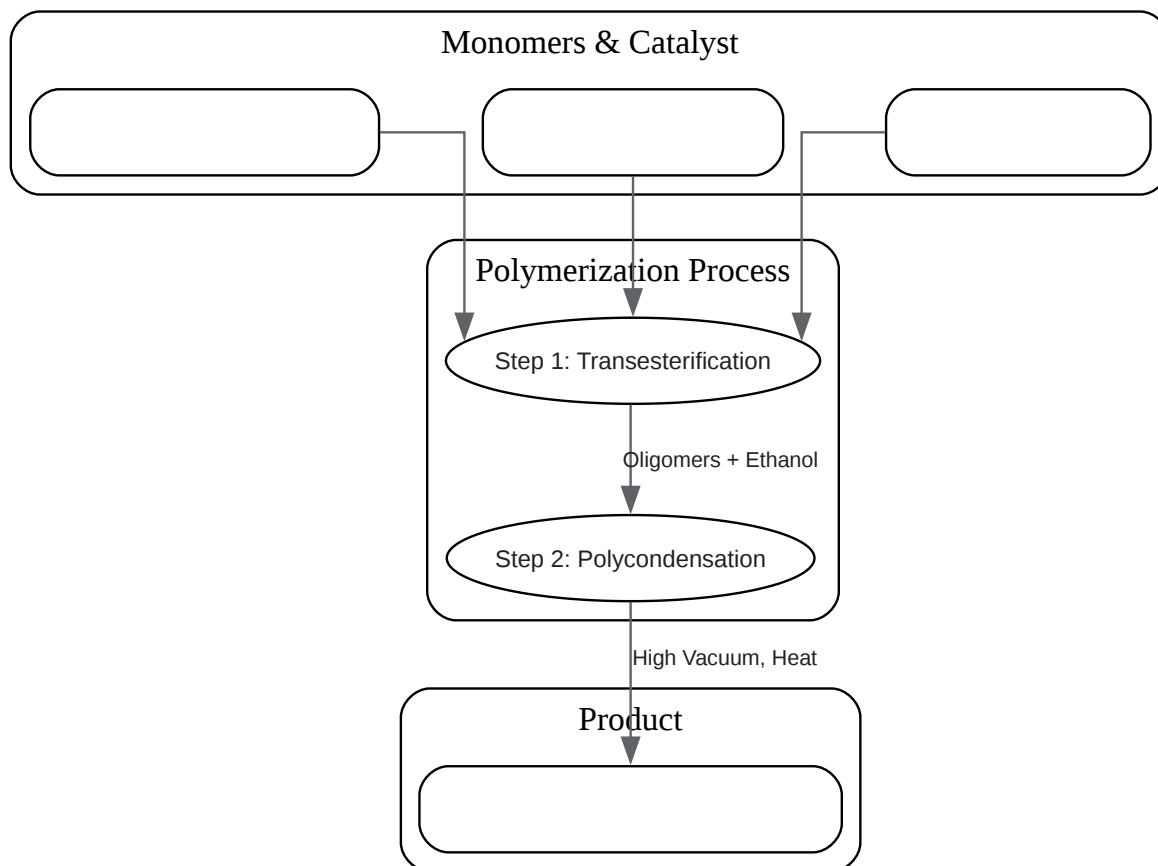 Monomers & Catalyst
Polymerization Process
Step 1: Transesterification
Oligomers + Ethanol
Step 2: Polycondensation
High Vacuum, Heat
Product